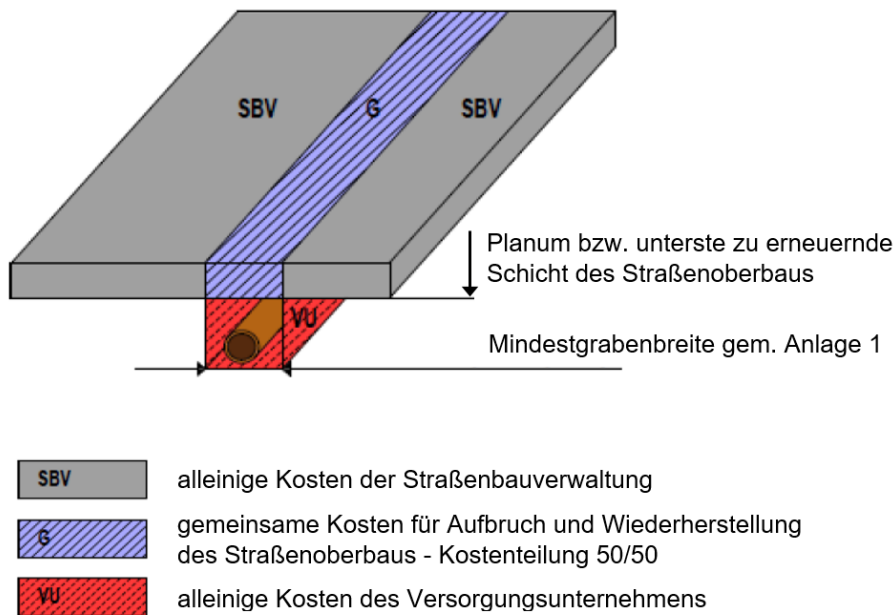 SBV
G
SBV
Planum bzw. unterste zu erneuernde
Schicht des Straßenoberbaus
VU
Mindestgrabenbreite gem. Anlage 1
SBV alleinige Kosten der Straßenbauverwaltung
G gemeinsame Kosten für Aufbruch und Wiederherstellung
des Straßenoberbaus - Kostenteilung 50/50
VU alleinige Kosten des Versorgungsunternehmens